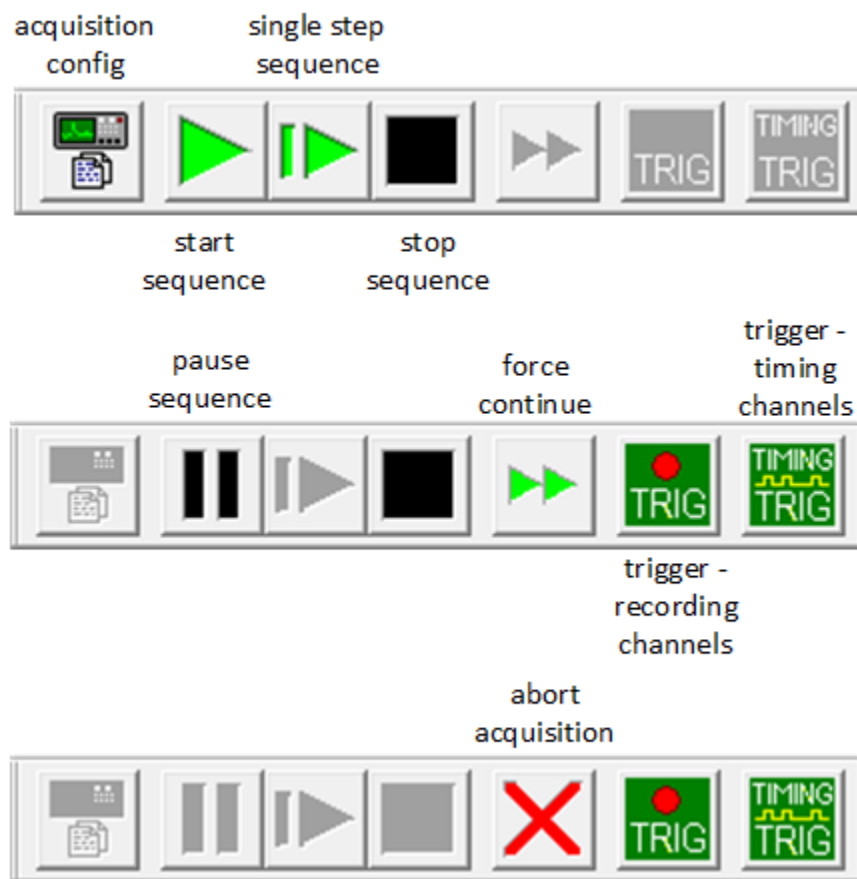 acquisition
config
single step
sequence
TRIG
TIMING
TRIG
start
sequence
stop
sequence
pause
sequence
force
continue
trigger -
timing
channels
TRIG
TIMING
TRIG
trigger -
recording
channels
abort
acquisition
TRIG
TIMING
TRIG